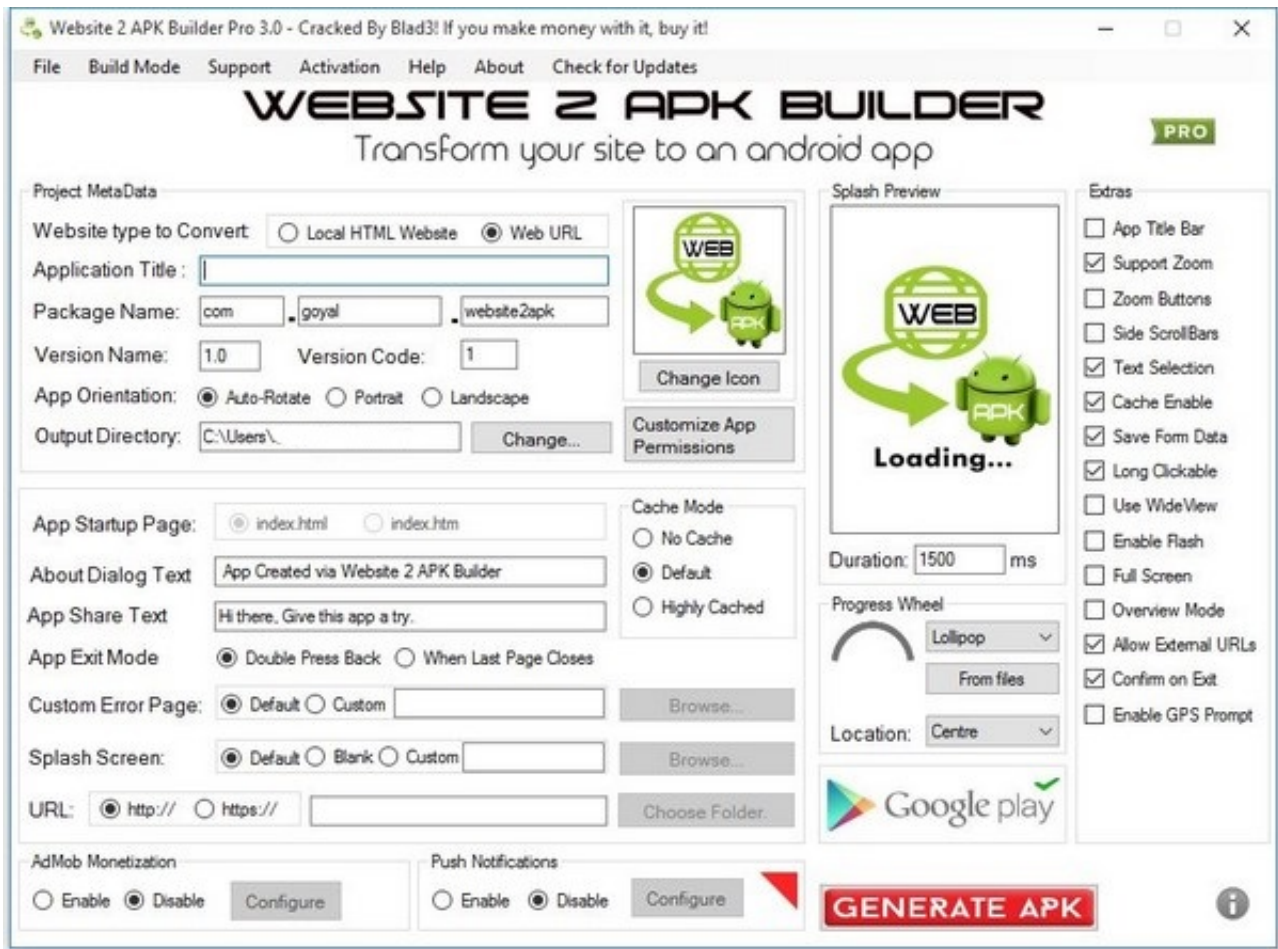 Website 2 APK Builder Pro 3.0 - Cracked By Blad3! If you make money with it, buy it!
File Build Mode Support Activation Help About Check for Updates
WEBSITE 2 APK BUILDER
PRO
Transform your site to an android app
Project MetaData
Website type to Convert Local HTML Website Web URL
Application Title :
Package Name: com . goyal . website2apk
Version Name: 1.0 Version Code: 1
App Orientation: Auto-Rotate Portrait Landscape
Output Directory: C:\Users\.. Change...
WEB
APK
Change Icon
Customize App
Permissions
App Startup Page: index.html index.htm
About Dialog Text App Created via Website 2 APK Builder
App Share Text Hi there, Give this app a try.
App Exit Mode Double Press Back When Last Page Closes
Custom Error Page: Default Custom Browse...
Splash Screen: Default Blank Custom Browse...
URL: http:// https:// Choose Folder.
Cache Mode
No Cache
Default
Highly Cached
AdMob Monetization
Enable Disable Configure
Push Notifications
Enable Disable Configure
Splash Preview
WEB
APK
Loading...
Duration: 1500 ms
Progress Wheel
Lollipop
From files
Location: Centre
Google play
GENERATE APK
Extras
App Title Bar
Support Zoom
Zoom Buttons
Side ScrollBars
Text Selection
Cache Enable
Save Form Data
Long Clickable
Use WideView
Enable Flash
Full Screen
Overview Mode
Allow External URLs
Confirm on Exit
Enable GPS Prompt
i